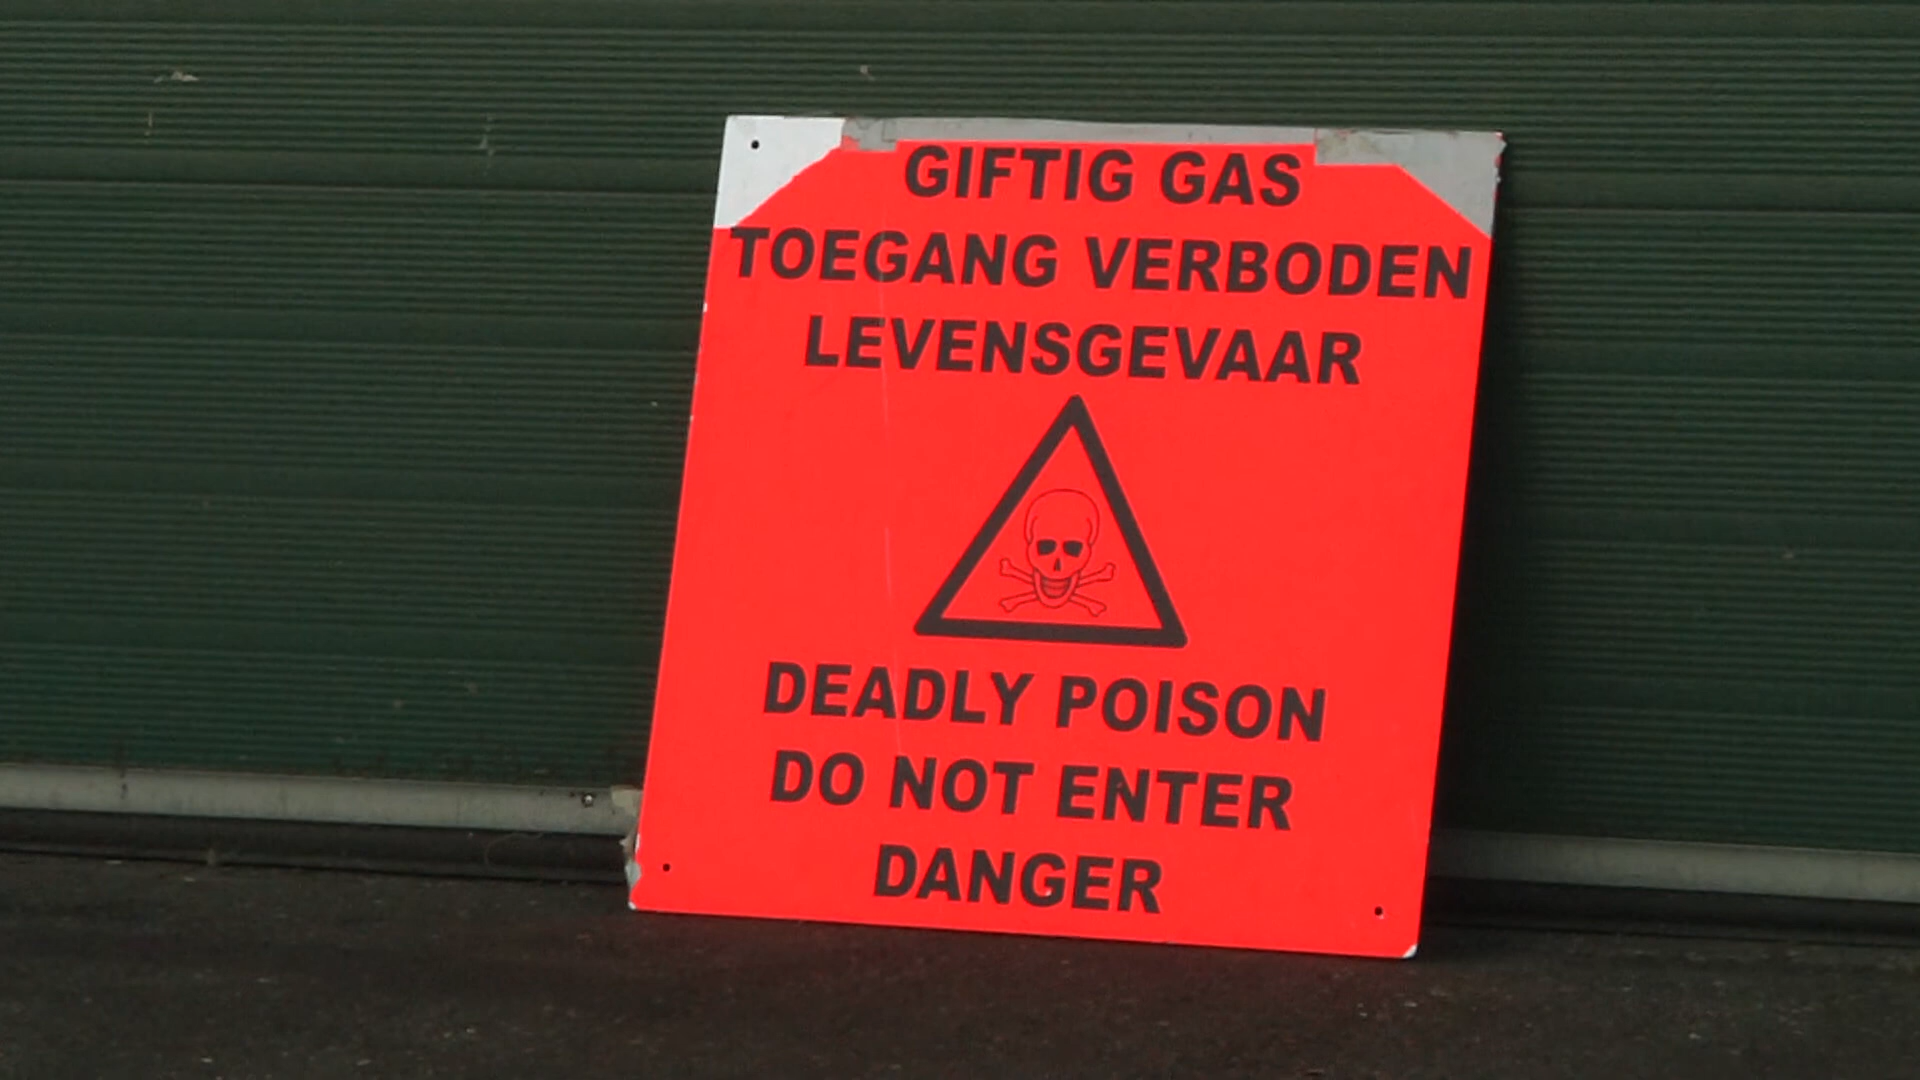 GIFTIG GAS
TOEGANG VERBODEN
LEVENSGEVAAR
DEADLY POISON
DO NOT ENTER
DANGER